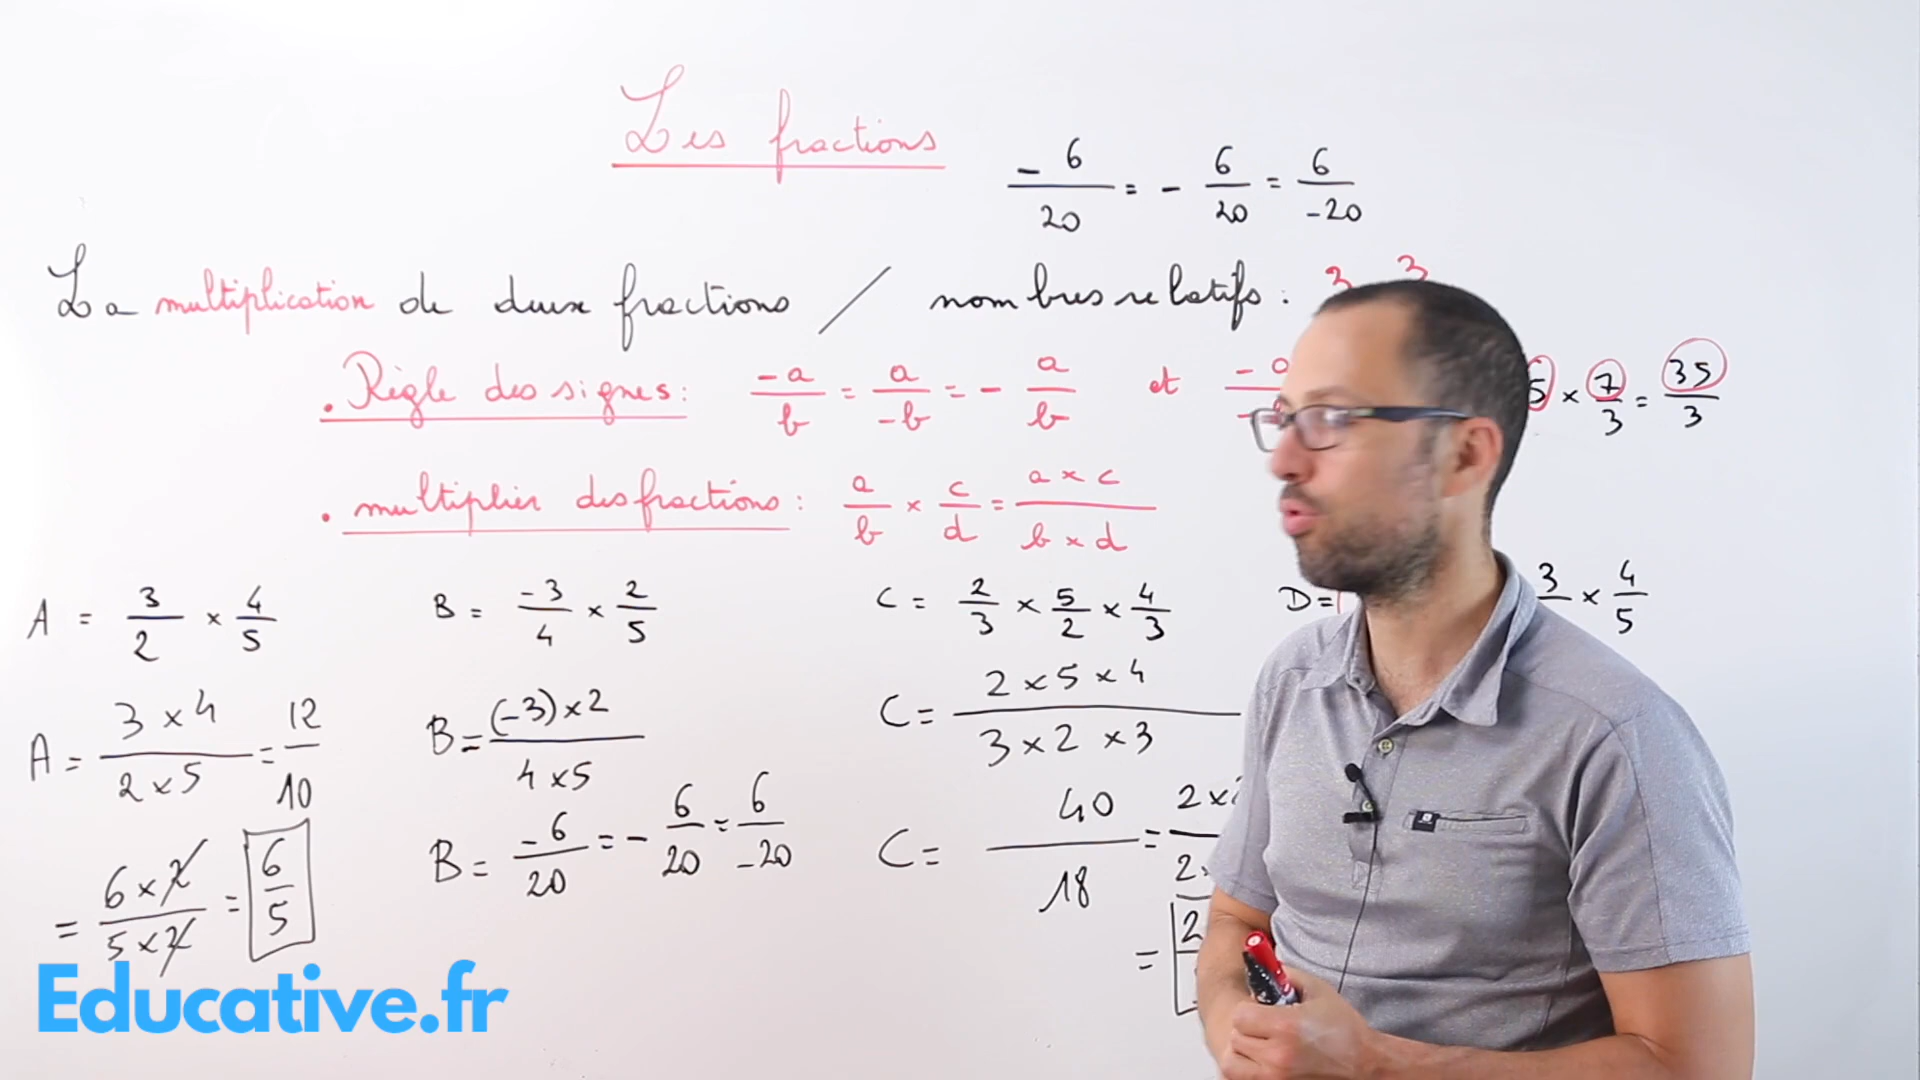 Les fractions
-6/20 = - 6/20 = 6/-20
La multiplication de deux fractions / nombres relatifs :
. Règle des signes : -a/b = a/-b = - a/b et
5 × 7/3 = 35/3
. multiplier des fractions : a/b × c/d = a × c / b × d
A = 3/2 × 4/5 B = -3/4 × 2/5 C = 2/3 × 5/2 × 4/3 D = 3 × 4/5
A = 3 × 4 / 2 × 5 = 12/10 B = (-3) × 2 / 4 × 5 C = 2 × 5 × 4 / 3 × 2 × 3
= 6 × 2 / 5 × 2 = 6/5 B = -6/20 = - 6/20 = 6/-20 C = 40/18 =
Educative.fr